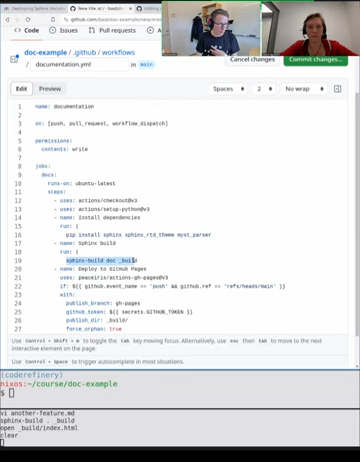 Deploying Sphinx docum
New File at /
Editing
github.com/bastiloc-example/new/main
Code
Issues
Projects
doc-example / .github / workflows
/ documentation.yml in main
Cancel changes
Commit changes...
Edit Preview Spaces 2 No wrap
1 name: documentation
2
3 on: [push, pull_request, workflow_dispatch]
4
5 permissions:
6 contents: write
7
8 jobs:
9 docs:
10 runs-on: ubuntu-latest
11 steps:
12 - uses: actions/checkout@v3
13 - uses: actions/setup-python@v3
14 - name: Install dependencies
15 run: |
16 pip install sphinx sphinx_rtd_theme myst_parser
17 - name: Sphinx build
18 run: |
19 sphinx-build doc _build
20 - name: Deploy to GitHub Pages
21 uses: peaceiris/actions-gh-pages@v3
22 if: ${{ github.event_name == 'push' && github.ref == 'refs/heads/main' }}
23 with:
24 publish_branch: gh-pages
25 github_token: ${{ secrets.GITHUB_TOKEN }}
26 publish_dir: _build/
27 force_orphan: true
Use Control + Shift + m to toggle the tab key moving focus. Alternatively, use esc then tab to move to the next
interactive element on the page.
Use Control + Space to trigger autocomplete in most situations.
(coderefinery)
nixos:~/course/doc-example
$
vi another-feature.md
sphinx-build . _build
open _build/index.html
clear